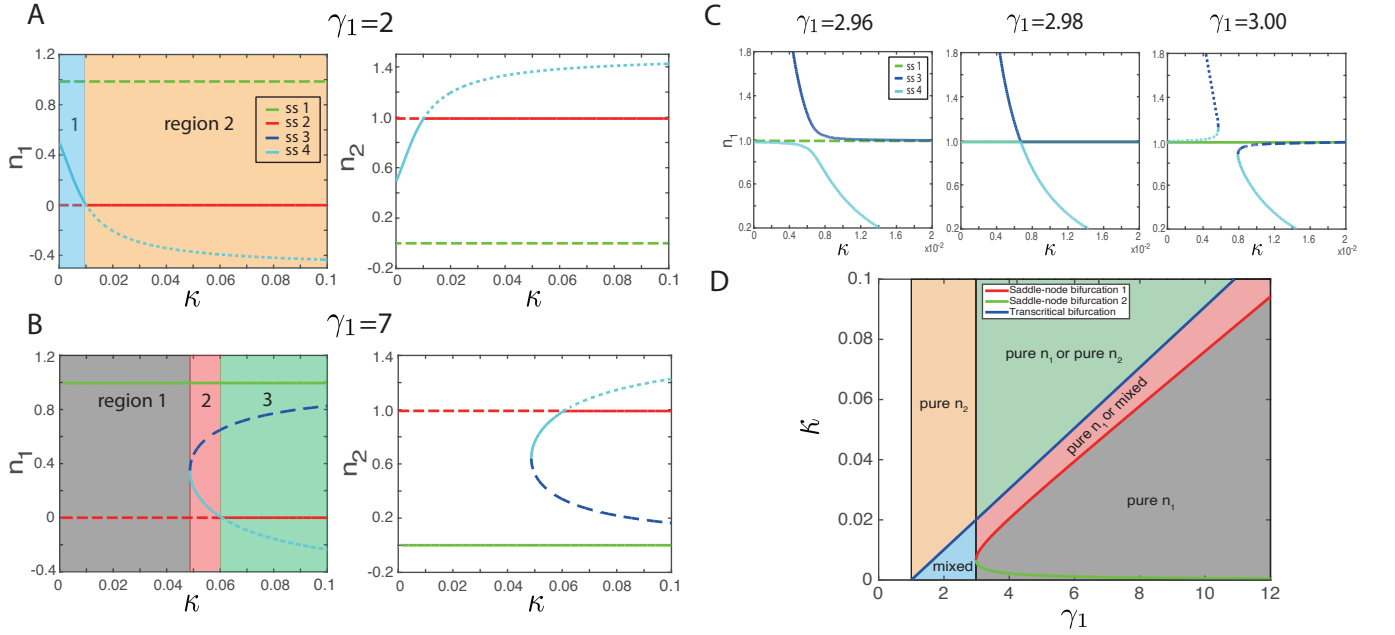 A
γ1=2
1.2
0.8
0.4
0
-0.4
n1
1
region 2
ss 1
ss 2
ss 3
ss 4
0 0.02 0.04 0.06 0.08 0.1
κ
1.4
1.0
0.6
0.2
-0.2
n2
0 0.02 0.04 0.06 0.08 0.1
κ
B
γ1=7
1.2
0.8
0.4
0
-0.4
n1
region 1
2
3
0 0.02 0.04 0.06 0.08 0.1
κ
1.4
1.0
0.6
0.2
-0.2
n2
0 0.02 0.04 0.06 0.08 0.1
κ
C
γ1=2.96
γ1=2.98
γ1=3.00
1.8
1.4
1.0
0.6
0.2
n1
ss 1
ss 3
ss 4
0 0.4 0.8 1.2 1.6 2
κ
x10-2
1.8
1.4
1.0
0.6
0.2
0 0.4 0.8 1.2 1.6 2
κ
x10-2
1.8
1.4
1.0
0.6
0.2
0 0.4 0.8 1.2 1.6 2
κ
x10-2
D
0.1
0.08
0.06
0.04
0.02
0
κ
Saddle-node bifurcation 1
Saddle-node bifurcation 2
Transcritical bifurcation
pure n1 or pure n2
pure n2
pure n1 or mixed
pure n1
mixed
0 2 4 6 8 10 12
γ1